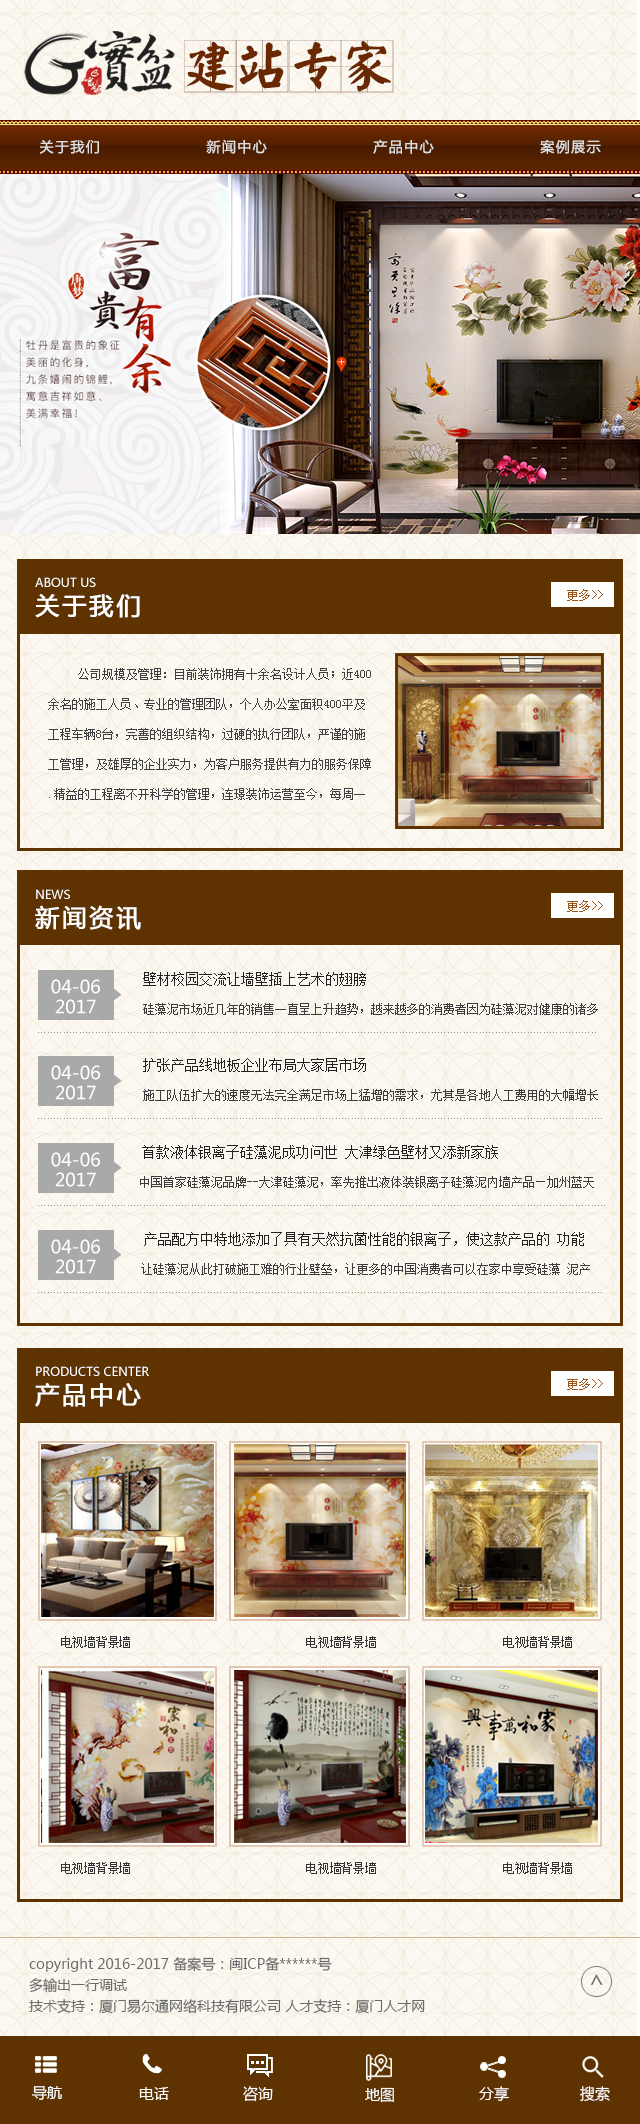 G寶盆 建站专家
关于我们 新闻中心 产品中心 案例展示
富貴有余
牡丹是富贵的象征
美丽的化身，
九条嬉闹的锦鲤，
寓意吉祥如意、
美满幸福！
ABOUT US
关于我们
更多>>
公司规模及管理：目前装饰拥有十余名设计人员；近400
余名的施工人员、专业的管理团队，个人办公室面积400平及
工程车辆8台，完善的组织结构，过硬的执行团队，严谨的施
工管理，及雄厚的企业实力，为客户服务提供有力的服务保障
.精益的工程离不开科学的管理，连璟装饰运营至今，每周一
NEWS
新闻资讯
更多>>
04-06
2017
壁材校园交流让墙壁插上艺术的翅膀
硅藻泥市场近几年的销售一直呈上升趋势，越来越多的消费者因为硅藻泥对健康的诸多
04-06
2017
扩张产品线地板企业布局大家居市场
施工队伍扩大的速度无法完全满足市场上猛增的需求，尤其是各地人工费用的大幅增长
04-06
2017
首款液体银离子硅藻泥成功问世 大津绿色壁材又添新家族
中国首家硅藻泥品牌--大津硅藻泥，率先推出液体装银离子硅藻泥内墙产品—加州蓝天
04-06
2017
产品配方中特地添加了具有天然抗菌性能的银离子，使这款产品的 功能
让硅藻泥从此打破施工难的行业壁垒，让更多的中国消费者可以在家中享受硅藻 泥产
PRODUCTS CENTER
产品中心
更多>>
电视墙背景墙 电视墙背景墙 电视墙背景墙
家和
興事萬和家
电视墙背景墙 电视墙背景墙 电视墙背景墙
copyright 2016-2017 备案号：闽ICP备******号
多输出一行调试
技术支持：厦门易尔通网络科技有限公司 人才支持：厦门人才网
导航 电话 咨询 地图 分享 搜索